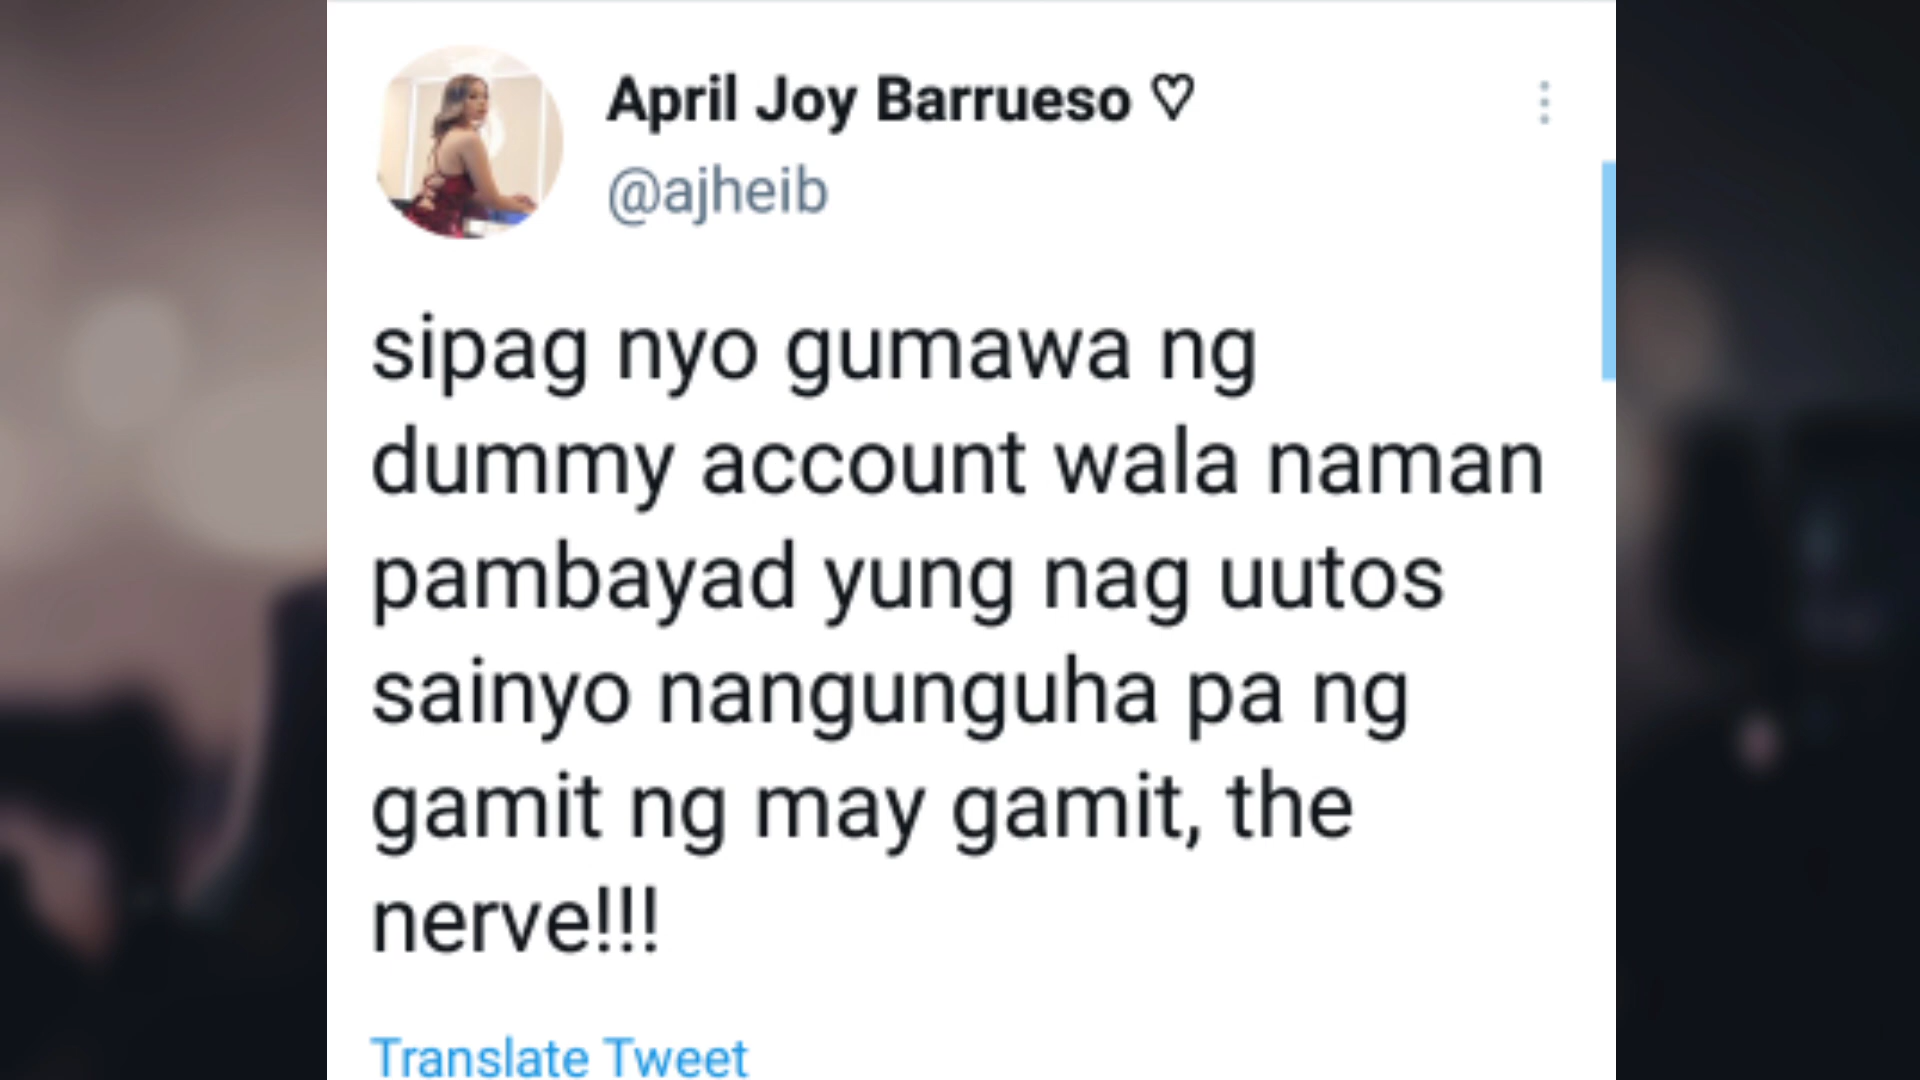 April Joy Barrueso ♡
@ajheib
sipag nyo gumawa ng
dummy account wala naman
pambayad yung nag uutos
sainyo nangunguha pa ng
gamit ng may gamit, the
nerve!!!
Translate Tweet